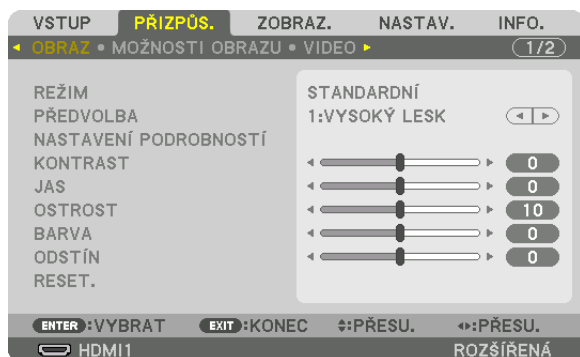 VSTUP PŘIZPŮS. ZOBRAZ. NASTAV. INFO.
OBRAZ • MOŽNOSTI OBRAZU • VIDEO 1/2
REŽIM STANDARDNÍ
PŘEDVOLBA 1:VYSOKÝ LESK
NASTAVENÍ PODROBNOSTÍ
KONTRAST 0
JAS 0
OSTROST 10
BARVA 0
ODSTÍN 0
RESET.
ENTER :VYBRAT EXIT :KONEC :PŘESU. :PŘESU.
HDMI1 ROZŠÍŘENÁ